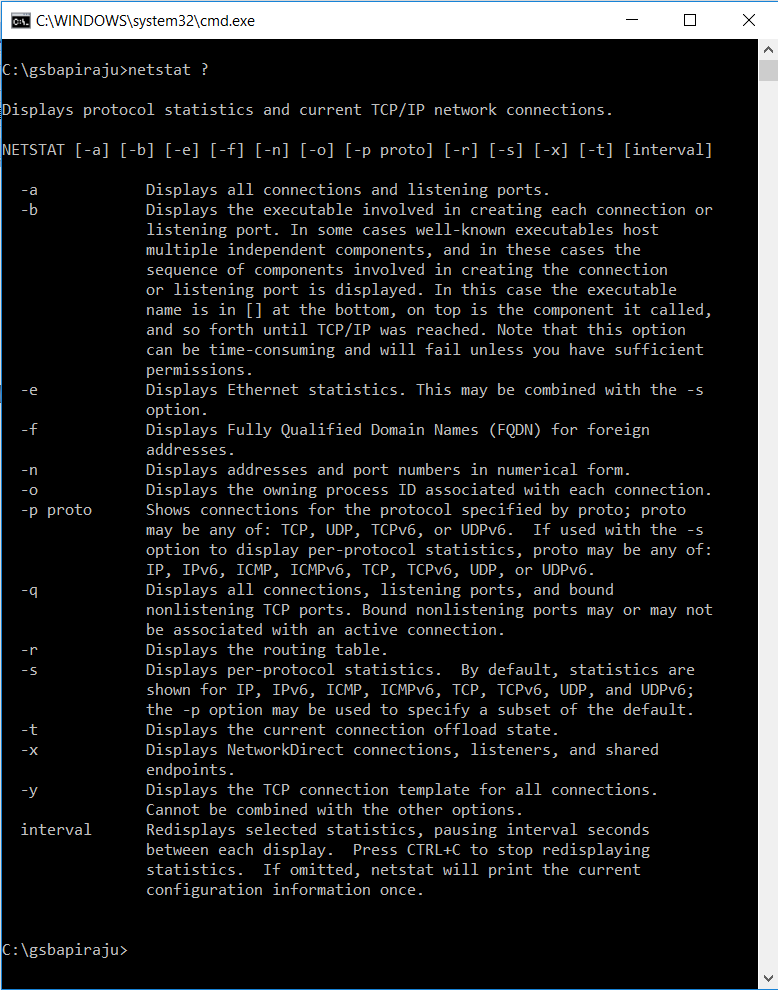 C:\WINDOWS\system32\cmd.exe
C:\gsbapiraju>netstat ?
Displays protocol statistics and current TCP/IP network connections.
NETSTAT [-a] [-b] [-e] [-f] [-n] [-o] [-p proto] [-r] [-s] [-x] [-t] [interval]
-a Displays all connections and listening ports.
-b Displays the executable involved in creating each connection or
listening port. In some cases well-known executables host
multiple independent components, and in these cases the
sequence of components involved in creating the connection
or listening port is displayed. In this case the executable
name is in [] at the bottom, on top is the component it called,
and so forth until TCP/IP was reached. Note that this option
can be time-consuming and will fail unless you have sufficient
permissions.
-e Displays Ethernet statistics. This may be combined with the -s
option.
-f Displays Fully Qualified Domain Names (FQDN) for foreign
addresses.
-n Displays addresses and port numbers in numerical form.
-o Displays the owning process ID associated with each connection.
-p proto Shows connections for the protocol specified by proto; proto
may be any of: TCP, UDP, TCPv6, or UDPv6.  If used with the -s
option to display per-protocol statistics, proto may be any of:
IP, IPv6, ICMP, ICMPv6, TCP, TCPv6, UDP, or UDPv6.
-q Displays all connections, listening ports, and bound
nonlistening TCP ports. Bound nonlistening ports may or may not
be associated with an active connection.
-r Displays the routing table.
-s Displays per-protocol statistics.  By default, statistics are
shown for IP, IPv6, ICMP, ICMPv6, TCP, TCPv6, UDP, and UDPv6;
the -p option may be used to specify a subset of the default.
-t Displays the current connection offload state.
-x Displays NetworkDirect connections, listeners, and shared
endpoints.
-y Displays the TCP connection template for all connections.
Cannot be combined with the other options.
interval Redisplays selected statistics, pausing interval seconds
between each display.  Press CTRL+C to stop redisplaying
statistics.  If omitted, netstat will print the current
configuration information once.
C:\gsbapiraju>